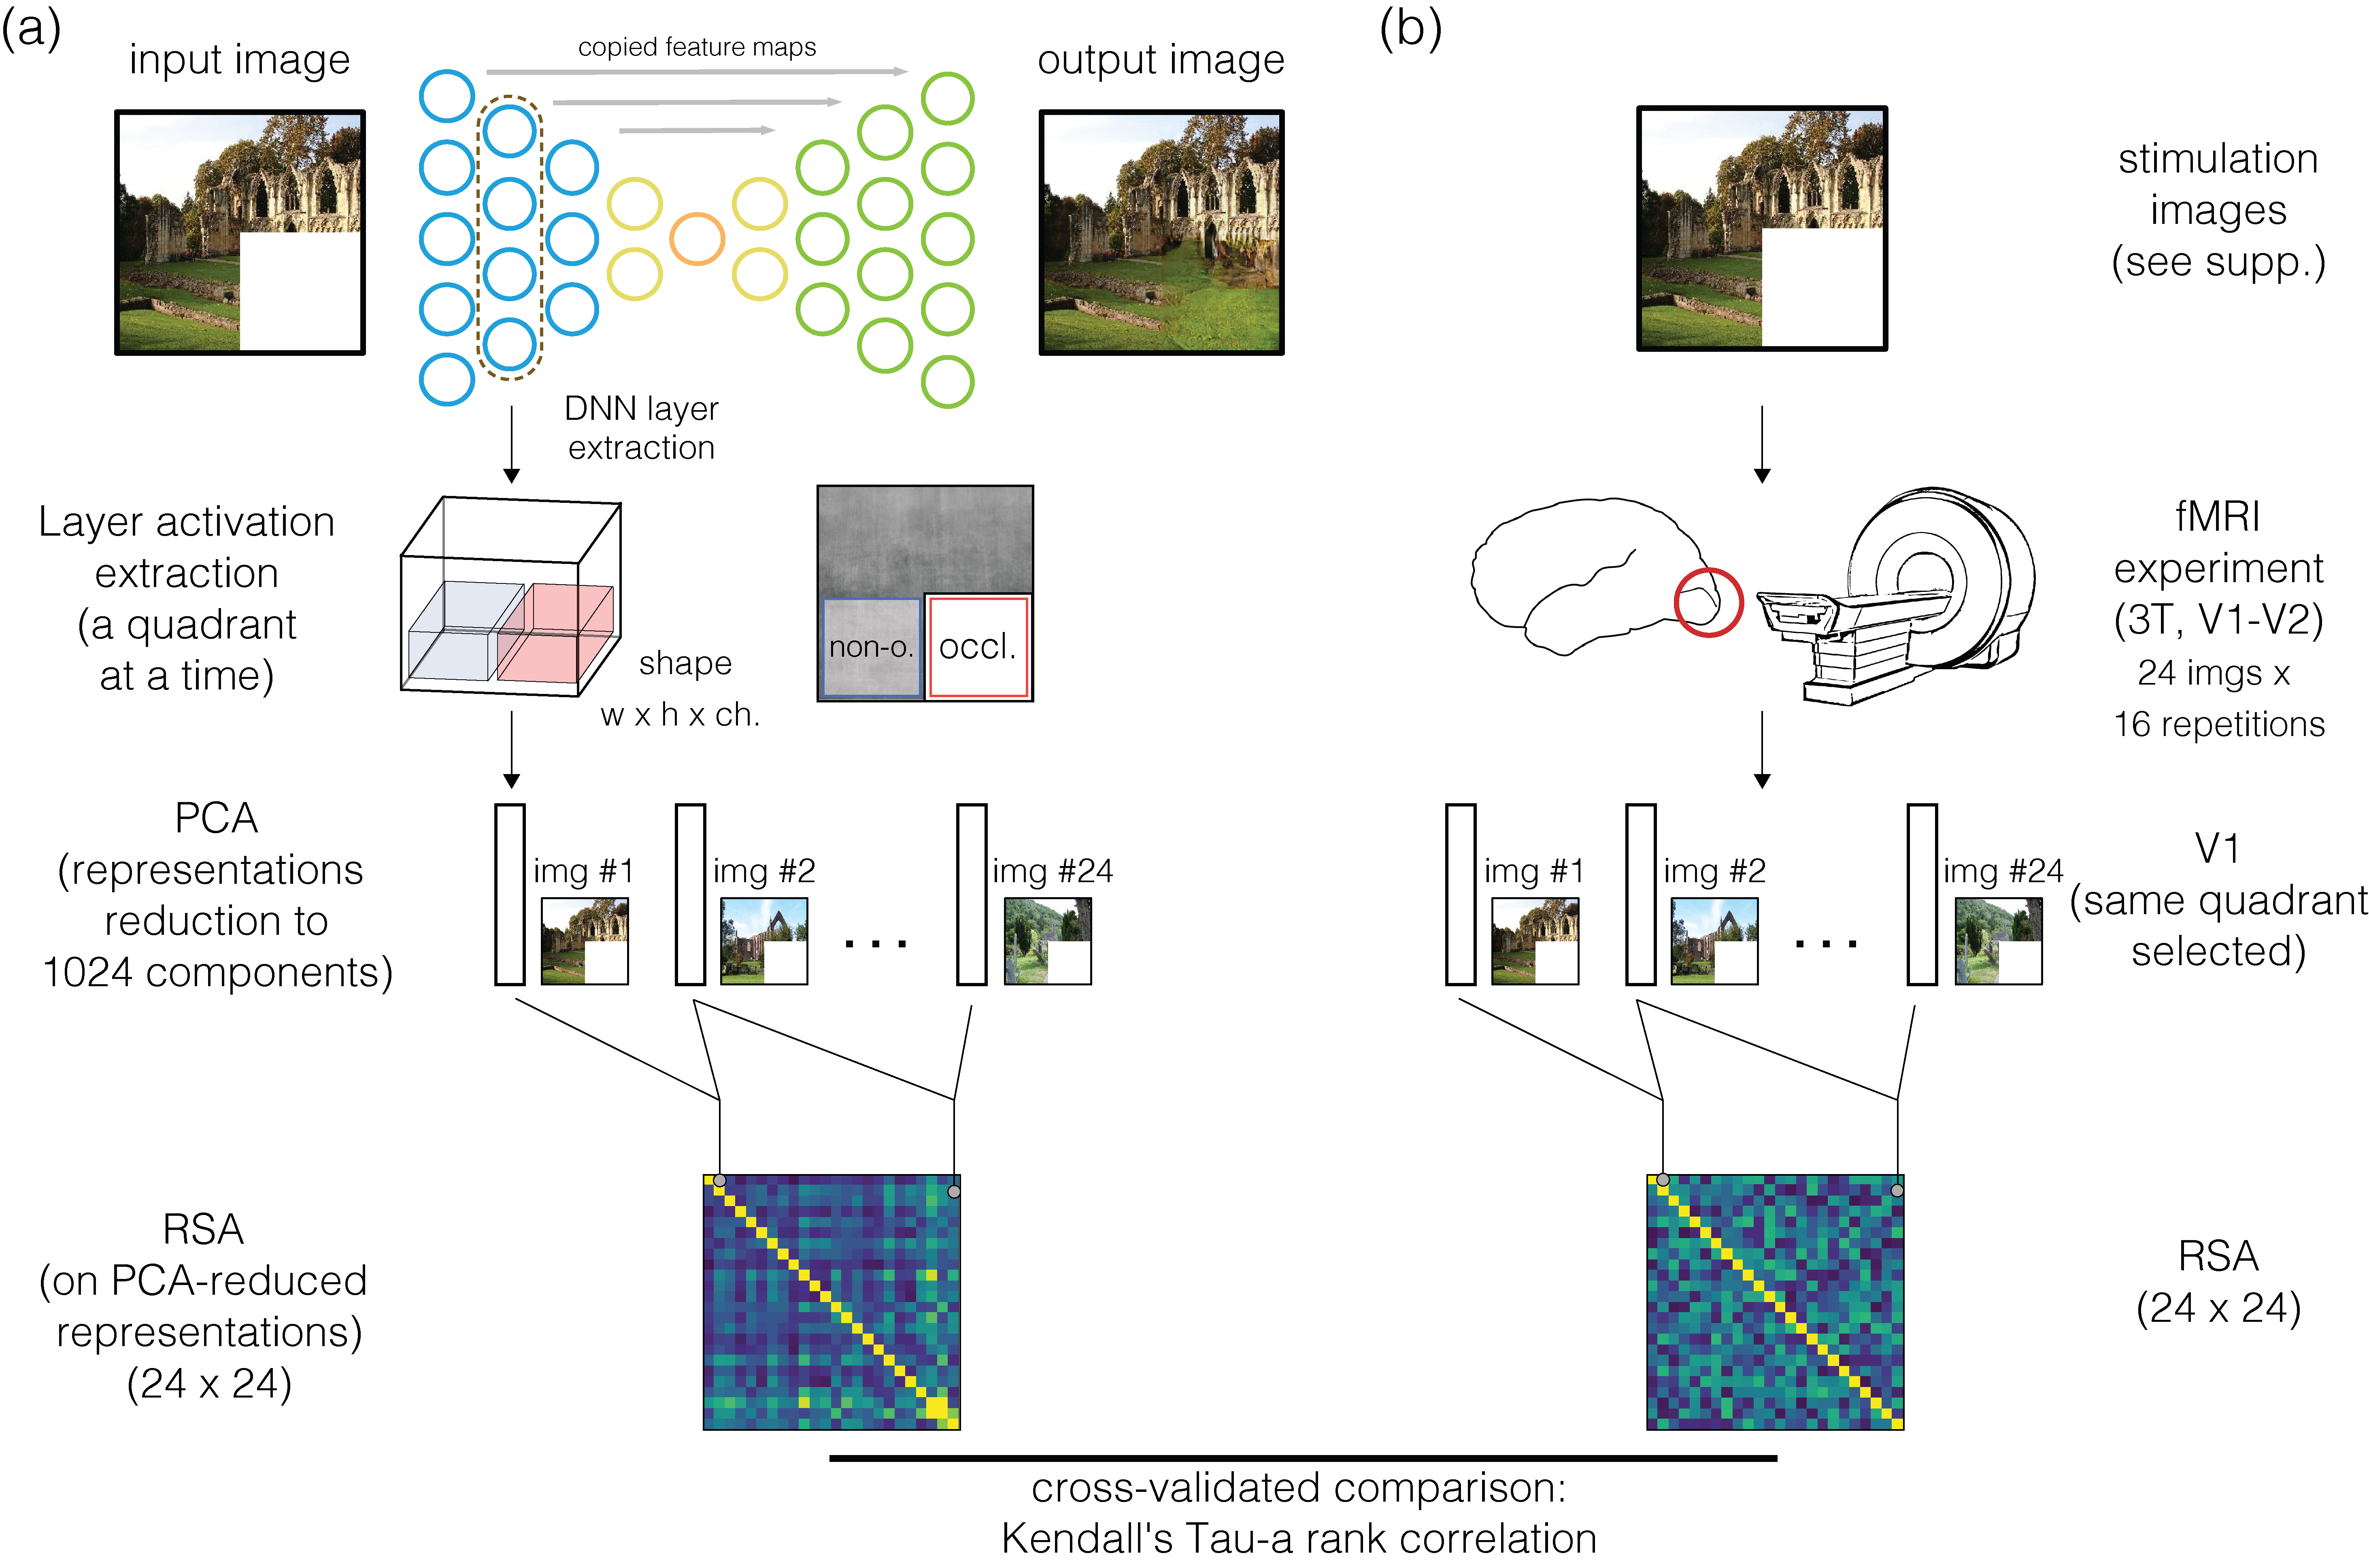 (a)
input image
copied feature maps
output image
DNN layer
extraction
Layer activation
extraction
(a quadrant
at a time)
shape
w x h x ch.
non-o.
occl.
PCA
(representations
reduction to
1024 components)
img #1
img #2
...
img #24
RSA
(on PCA-reduced
representations)
(24 x 24)
(b)
stimulation
images
(see supp.)
fMRI
experiment
(3T, V1-V2)
24 imgs x
16 repetitions
img #1
img #2
...
img #24
V1
(same quadrant
selected)
RSA
(24 x 24)
cross-validated comparison:
Kendall's Tau-a rank correlation